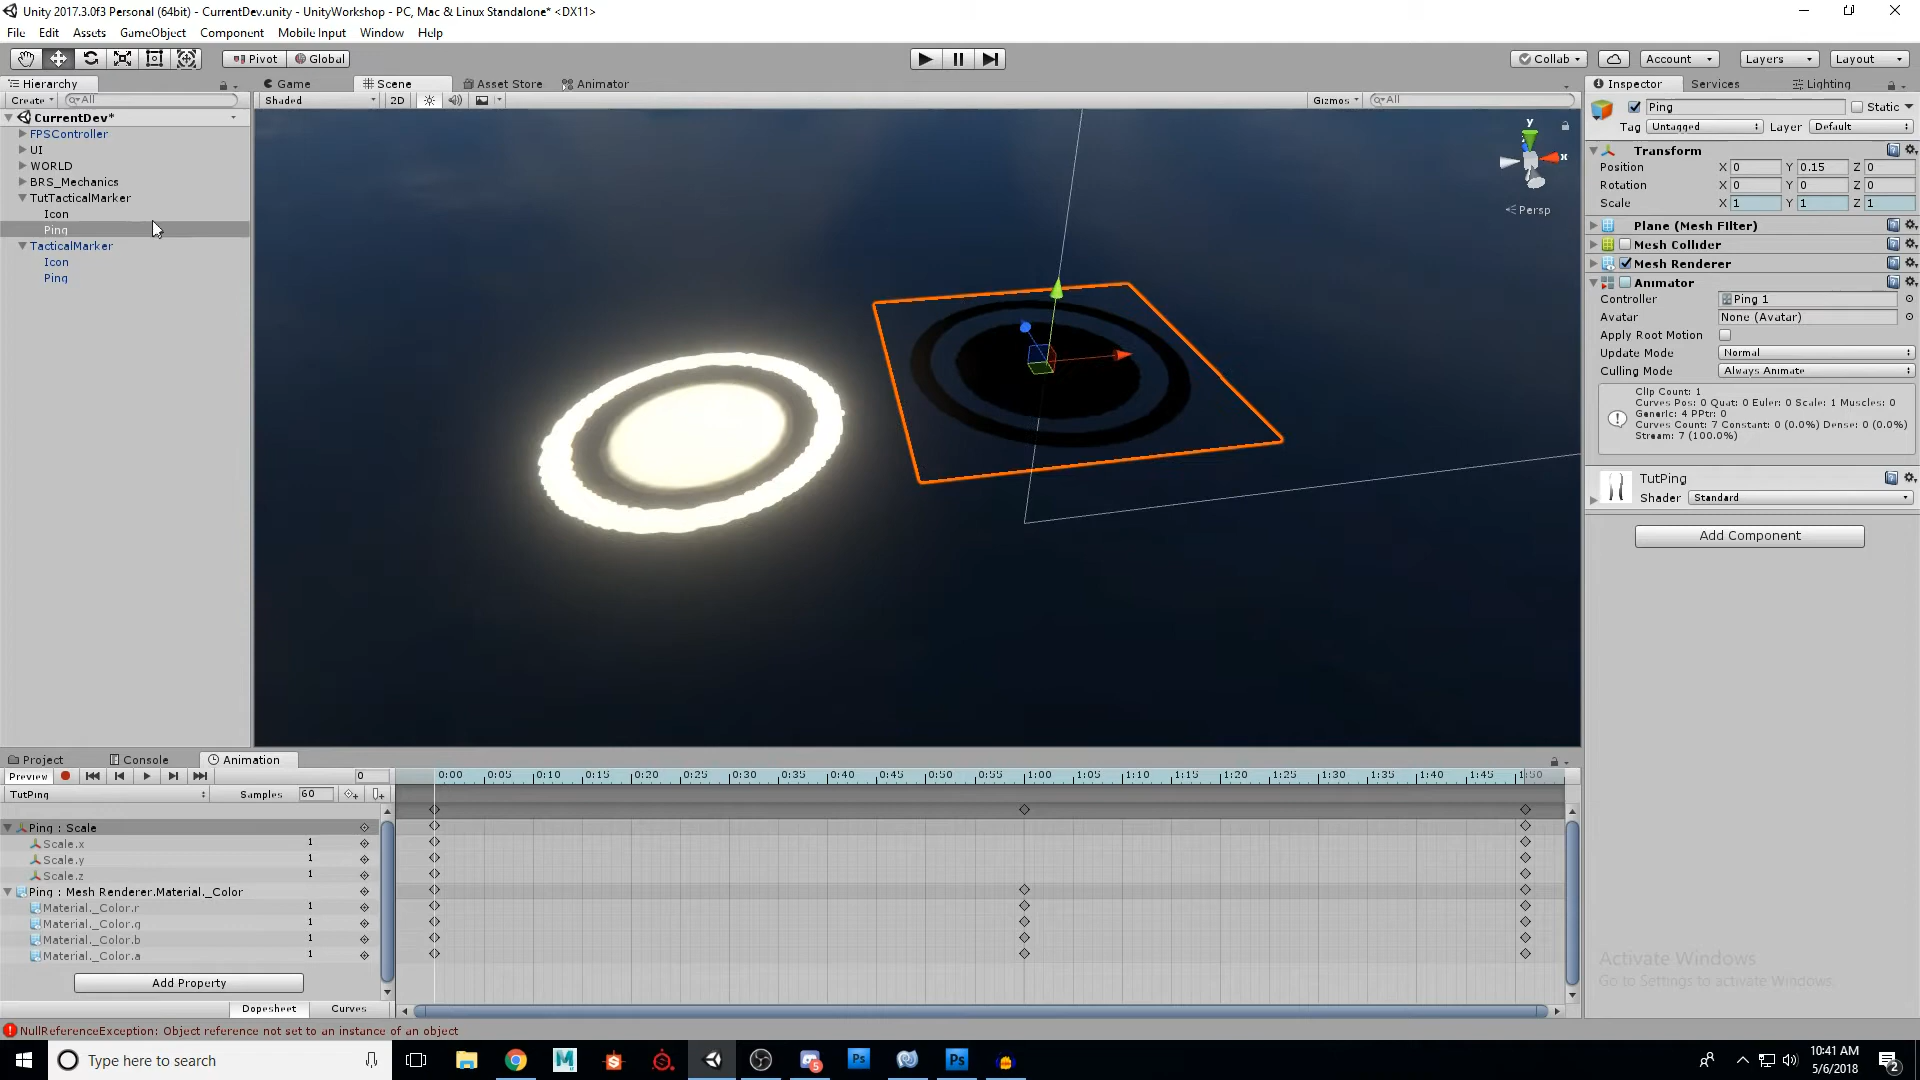 Unity 2017.3.0f3 Personal (64bit) - CurrentDev.unity - UnityWorkshop - PC, Mac & Linux Standalone* <DX11>
File Edit Assets GameObject Component Mobile Input Window Help
Pivot Global Collab Account Layers Layout
Hierarchy Game Scene Asset Store Animator Inspector Services Lighting
Create All Shaded 2D Gizmos All Ping Static
CurrentDev*
Tag Untagged Layer Default
FPSController
UI
WORLD
BRS_Mechanics
TutTacticalMarker
Icon
Ping
TacticalMarker
Icon
Ping
y
x
Persp
Transform
Position X 0 Y 0.15 Z 0
Rotation X 0 Y 0 Z 0
Scale X 1 Y 1 Z 1
Plane (Mesh Filter)
Mesh Collider
Mesh Renderer
Animator
Controller Ping 1
Avatar None (Avatar)
Apply Root Motion
Update Mode Normal
Culling Mode Always Animate
Clip Count: 1
Curves Pos: 0 Quat: 0 Euler: 0 Scale: 1 Muscles: 0
Generic: 4 PPtr: 0
Curves Count: 7 Constant: 0 (0.0%) Dense: 0 (0.0%)
Stream: 7 (100.0%)
TutPing
Shader Standard
Add Component
Project Console Animation
Preview 0 0:00 0:05 0:10 0:15 0:20 0:25 0:30 0:35 0:40 0:45 0:50 0:55 1:00 1:05 1:10 1:15 1:20 1:25 1:30 1:35 1:40 1:45 1:50
TutPing Samples 60
Ping : Scale
Scale.x 1
Scale.y 1
Scale.z 1
Ping : Mesh Renderer.Material._Color
Material._Color.r 1
Material._Color.g 1
Material._Color.b 1
Material._Color.a 1
Add Property
Dopesheet Curves
Activate Windows
Go to Settings to activate Windows.
NullReferenceException: Object reference not set to an instance of an object
Type here to search
M
5
Ps
Ps
10:41 AM
5/6/2018
2